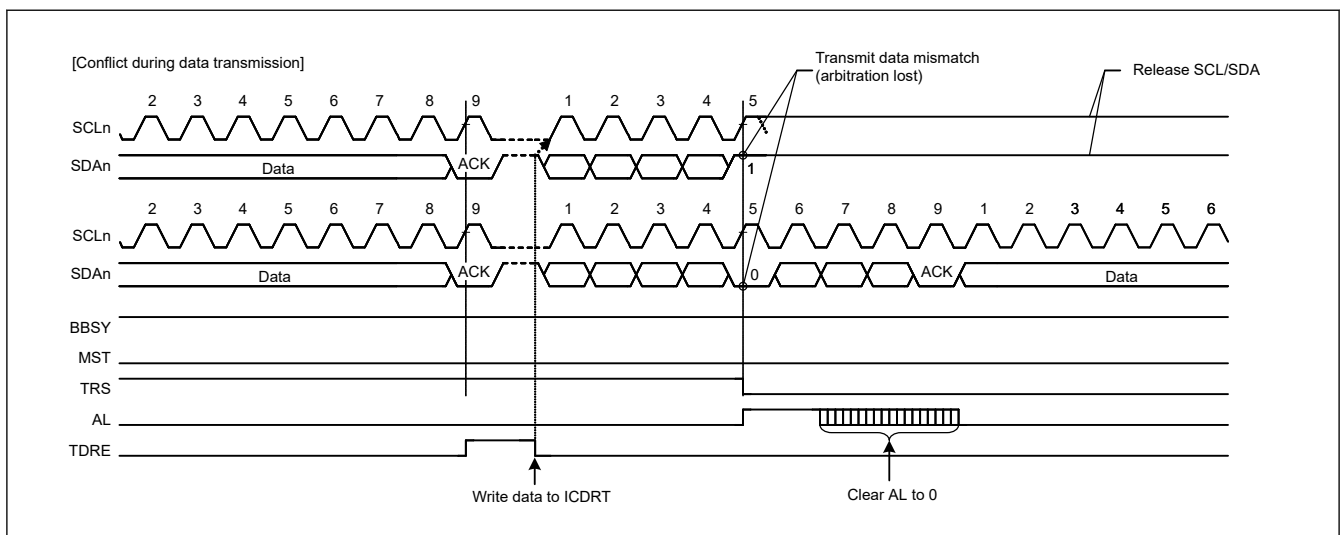 [Conflict during data transmission]
Transmit data mismatch
(arbitration lost)
Release SCL/SDA
2 3 4 5 6 7 8 9 1 2 3 4 5
SCLn
SDAn
Data ACK 1
2 3 4 5 6 7 8 9 1 2 3 4 5 6 7 8 9 1 2 3 4 5 6
SCLn
SDAn
Data ACK 0 ACK Data
BBSY
MST
TRS
AL
TDRE
Write data to ICDRT
Clear AL to 0